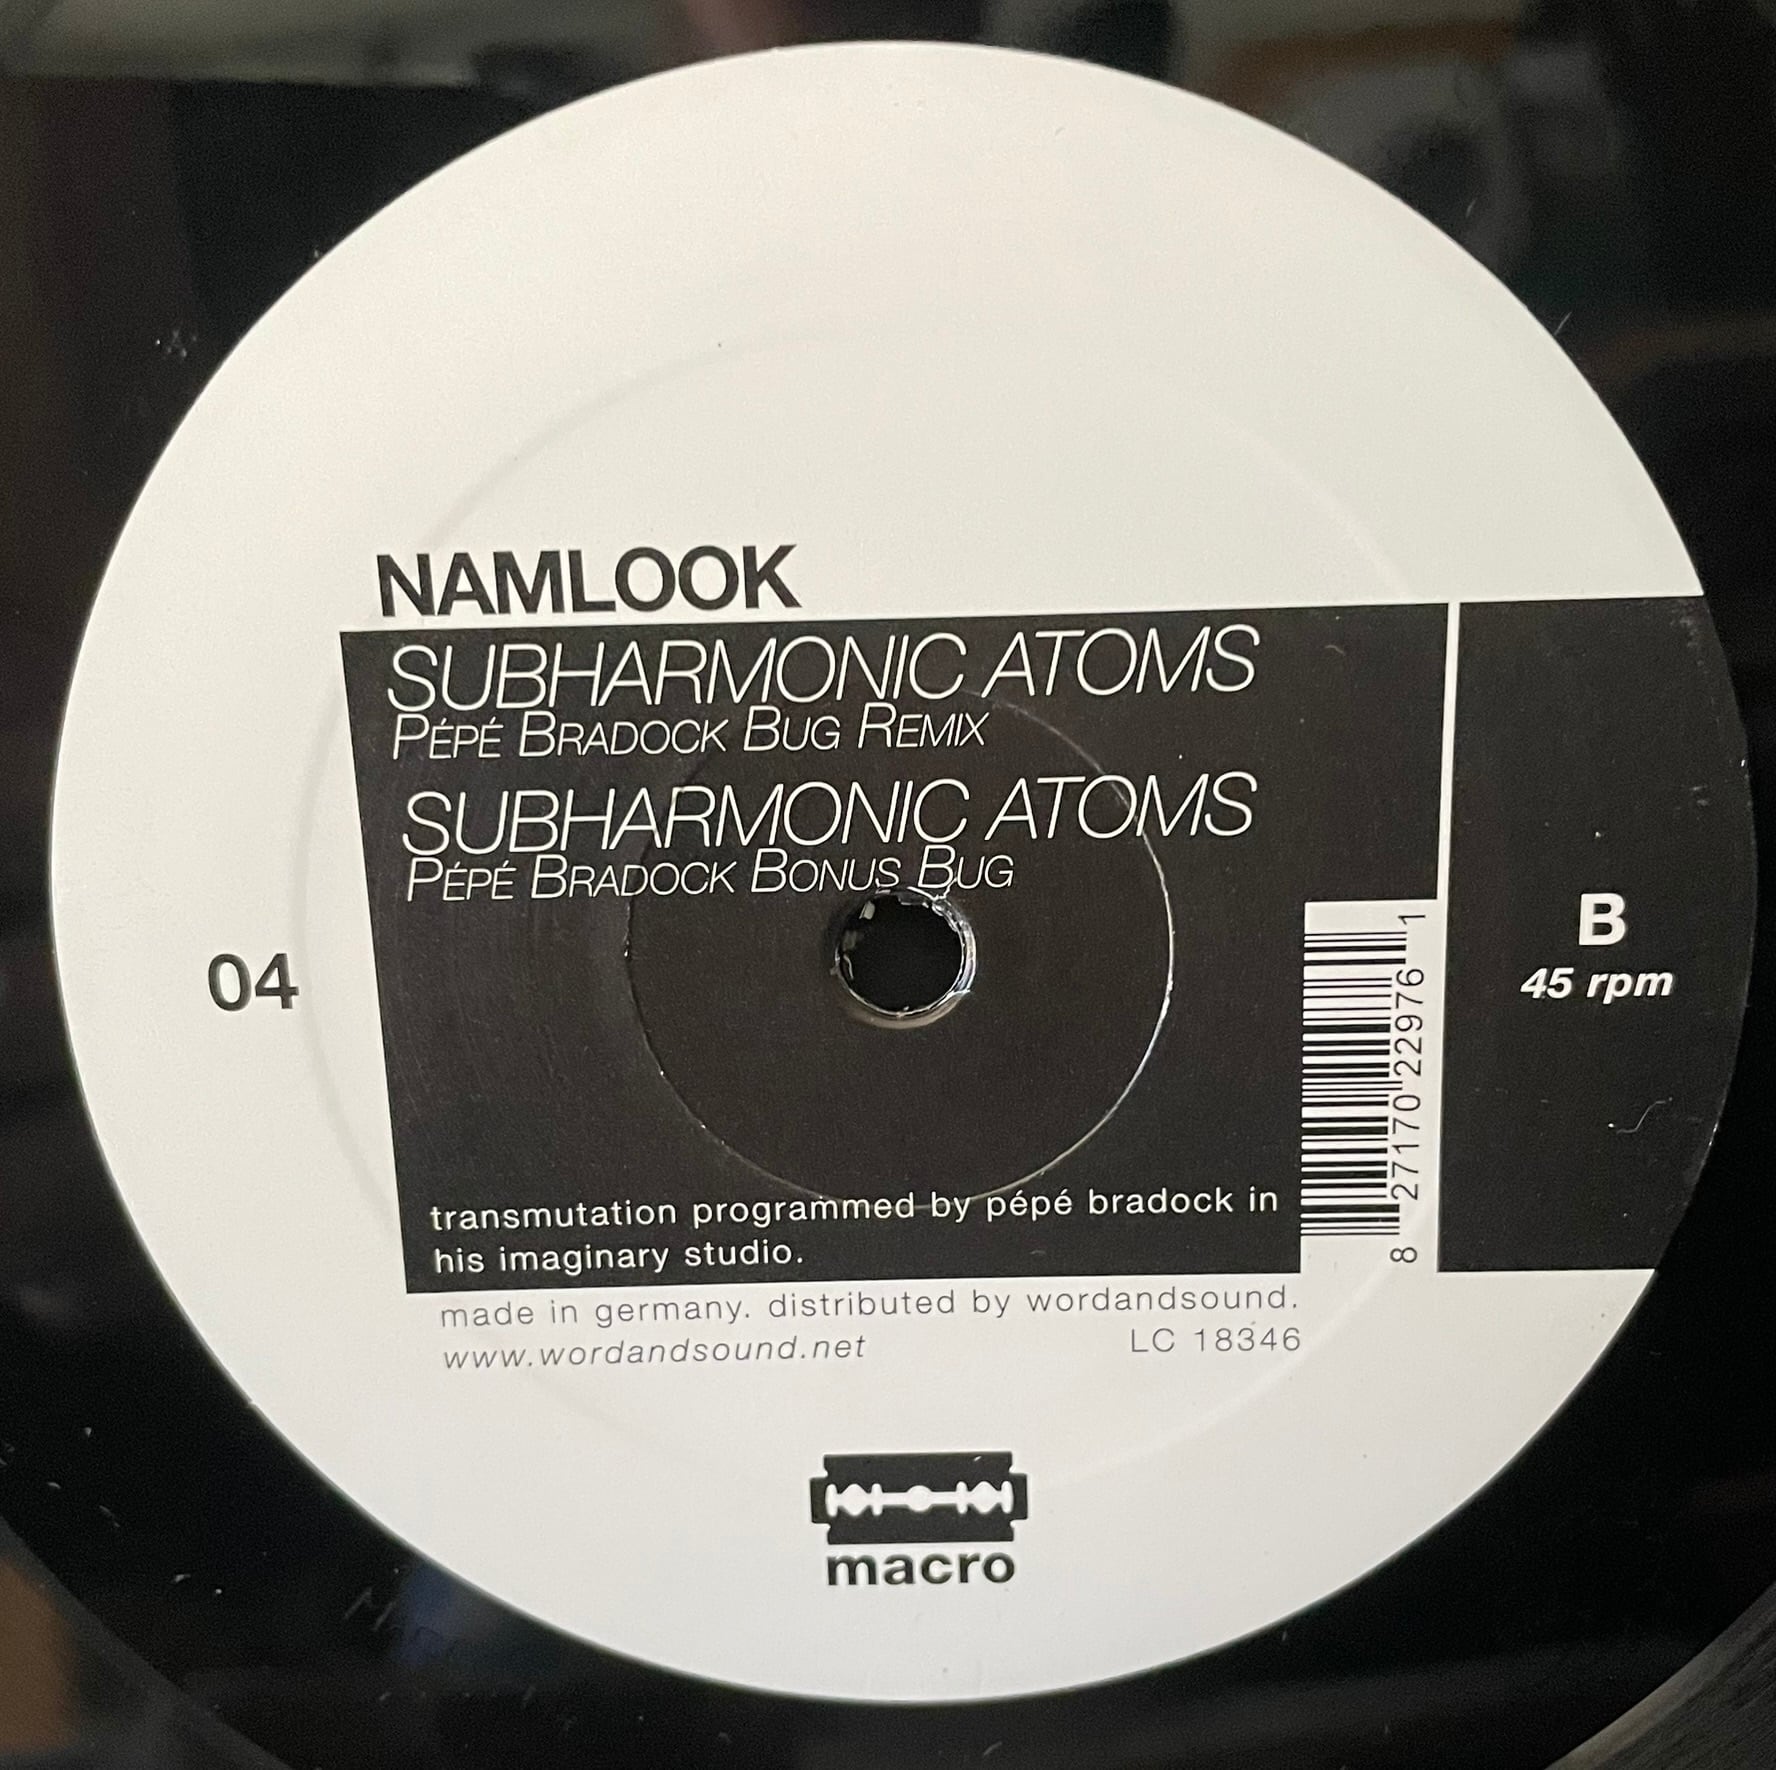 NAMLOOK
SUBHARMONIC ATOMS
PÉPÉ BRADOCK BUG REMIX
SUBHARMONIC ATOMS
PÉPÉ BRADOCK BONUS BUG
04
B
45 rpm
8 27170 22976 1
transmutation programmed by pépé bradock in
his imaginary studio.
made in germany. distributed by wordandsound.
www.wordandsound.net LC 18346
macro